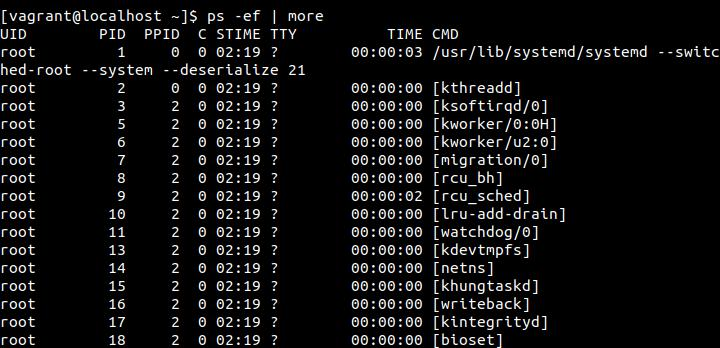 [vagrant@localhost ~]$ ps -ef | more
UID        PID  PPID  C STIME TTY          TIME CMD
root         1     0  0 02:19 ?        00:00:03 /usr/lib/systemd/systemd --switc
hed-root --system --deserialize 21
root         2     0  0 02:19 ?        00:00:00 [kthreadd]
root         3     2  0 02:19 ?        00:00:00 [ksoftirqd/0]
root         5     2  0 02:19 ?        00:00:00 [kworker/0:0H]
root         6     2  0 02:19 ?        00:00:00 [kworker/u2:0]
root         7     2  0 02:19 ?        00:00:00 [migration/0]
root         8     2  0 02:19 ?        00:00:00 [rcu_bh]
root         9     2  0 02:19 ?        00:00:02 [rcu_sched]
root        10     2  0 02:19 ?        00:00:00 [lru-add-drain]
root        11     2  0 02:19 ?        00:00:00 [watchdog/0]
root        13     2  0 02:19 ?        00:00:00 [kdevtmpfs]
root        14     2  0 02:19 ?        00:00:00 [netns]
root        15     2  0 02:19 ?        00:00:00 [khungtaskd]
root        16     2  0 02:19 ?        00:00:00 [writeback]
root        17     2  0 02:19 ?        00:00:00 [kintegrityd]
root        18     2  0 02:19 ?        00:00:00 [bioset]